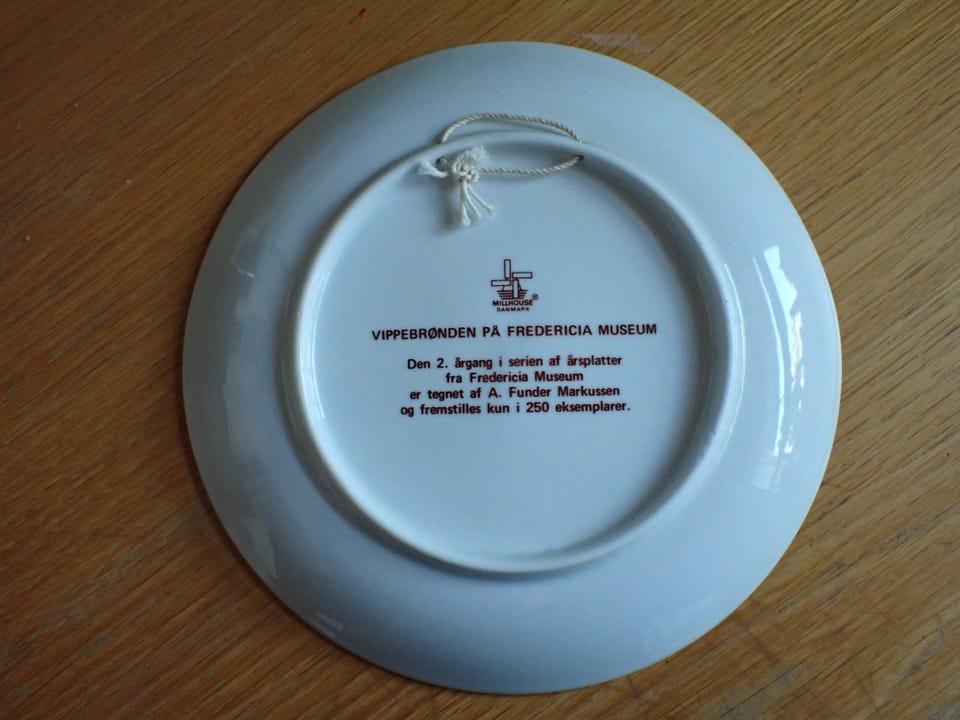 MILLHOUSE ®
DANMARK
VIPPEBRØNDEN PÅ FREDERICIA MUSEUM
Den 2. årgang i serien af årsplatter
fra Fredericia Museum
er tegnet af A. Funder Markussen
og fremstilles kun i 250 eksemplarer.